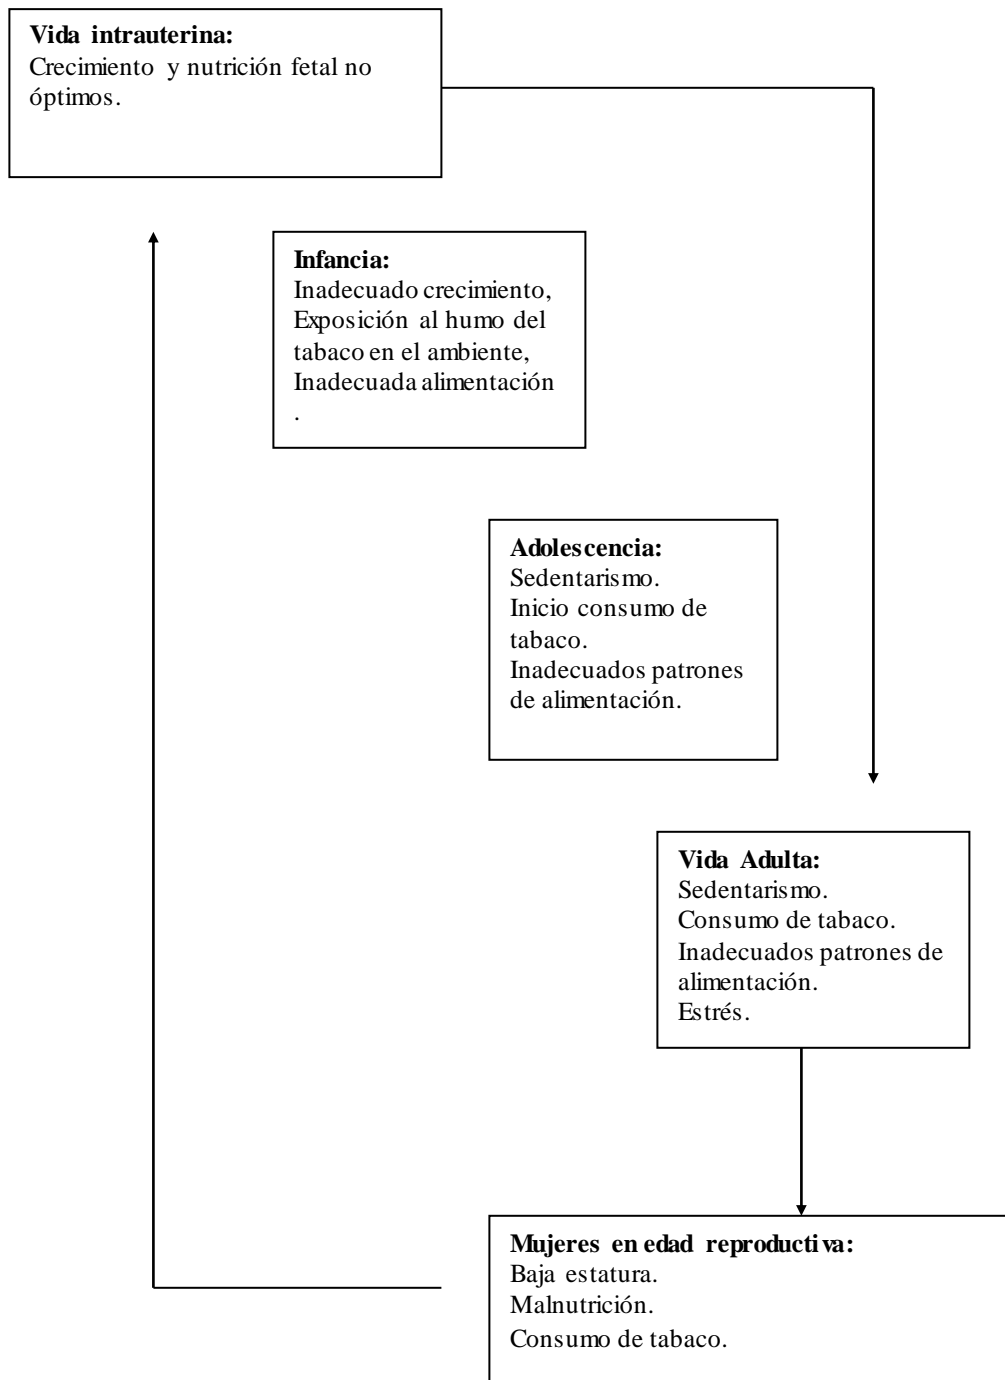 Vida intrauterina:
Crecimiento y nutrición fetal no
óptimos.
Infancia:
Inadecuado crecimiento,
Exposición al humo del
tabaco en el ambiente,
Inadecuada alimentación
.
Adolescencia:
Sedentarismo.
Inicio consumo de
tabaco.
Inadecuados patrones
de alimentación.
Vida Adulta:
Sedentarismo.
Consumo de tabaco.
Inadecuados patrones de
alimentación.
Estrés.
Mujeres en edad reproductiva:
Baja estatura.
Malnutrición.
Consumo de tabaco.